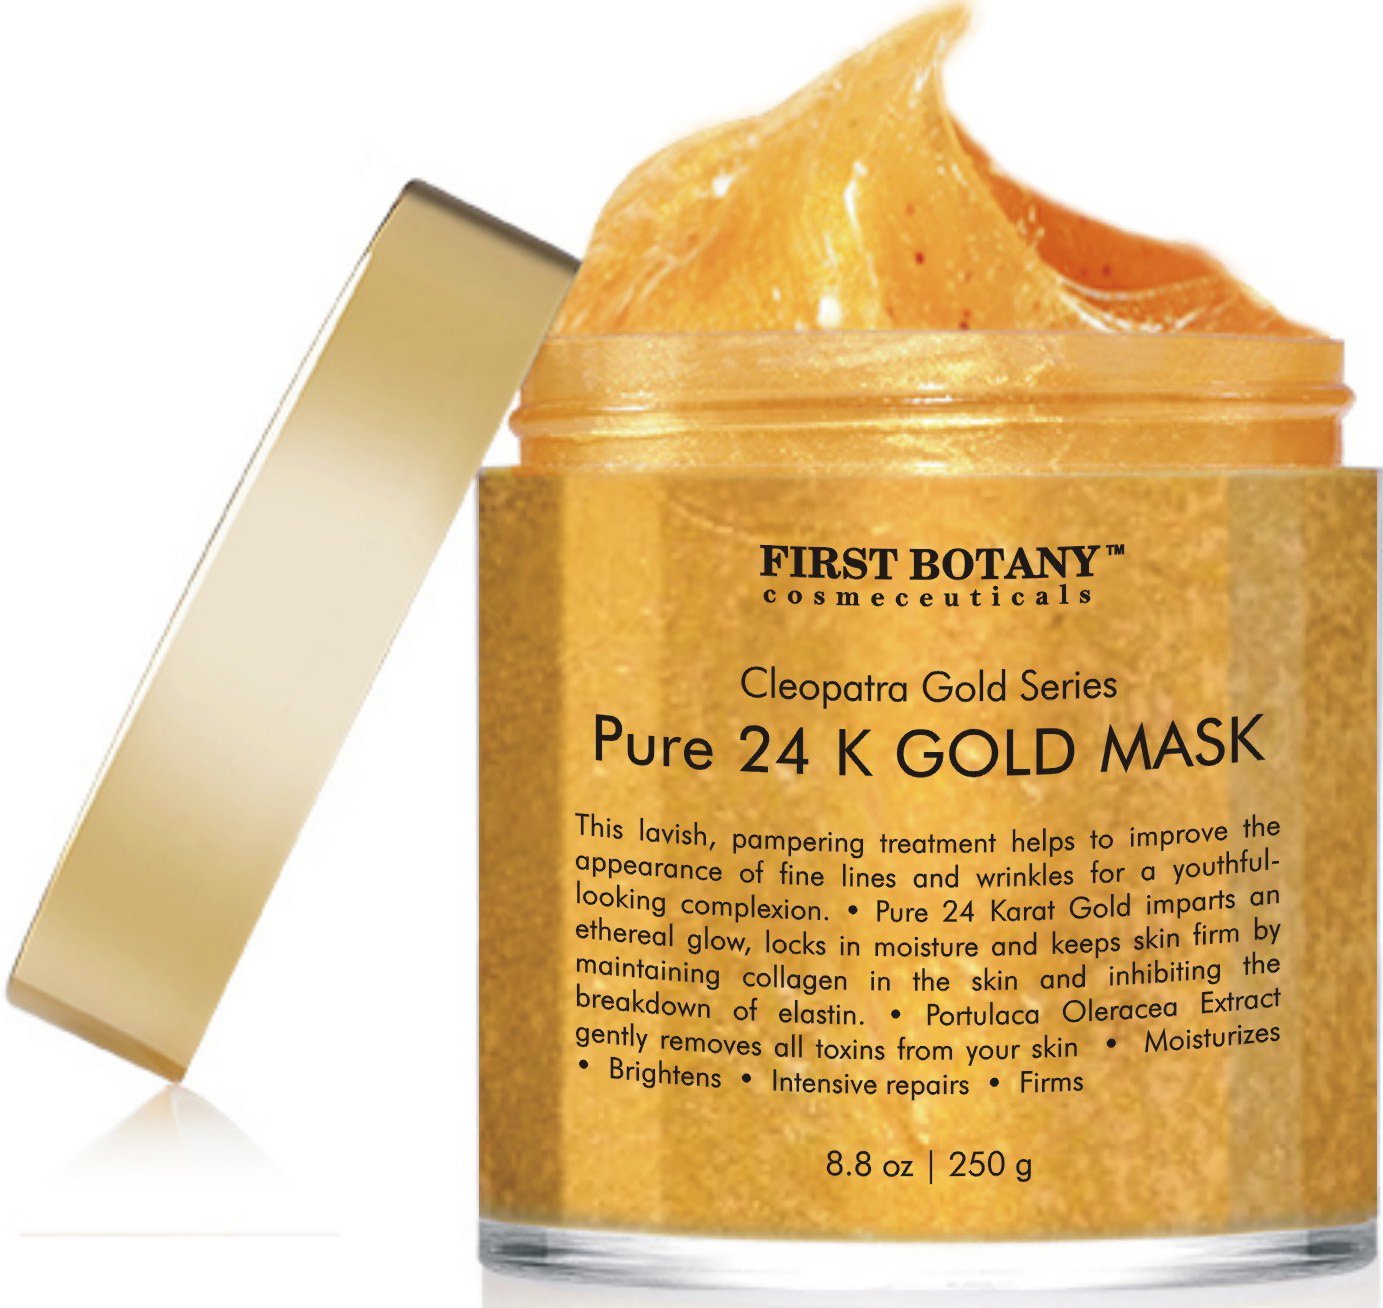 FIRST BOTANY™
cosmeceuticals
Cleopatra Gold Series
Pure 24 K GOLD MASK
This lavish, pampering treatment helps to improve the
appearance of fine lines and wrinkles for a youthful-
looking complexion. • Pure 24 Karat Gold imparts an
ethereal glow, locks in moisture and keeps skin firm by
maintaining collagen in the skin and inhibiting the
breakdown of elastin. • Portulaca Oleracea Extract
gently removes all toxins from your skin • Moisturizes
• Brightens • Intensive repairs • Firms
8.8 oz | 250 g